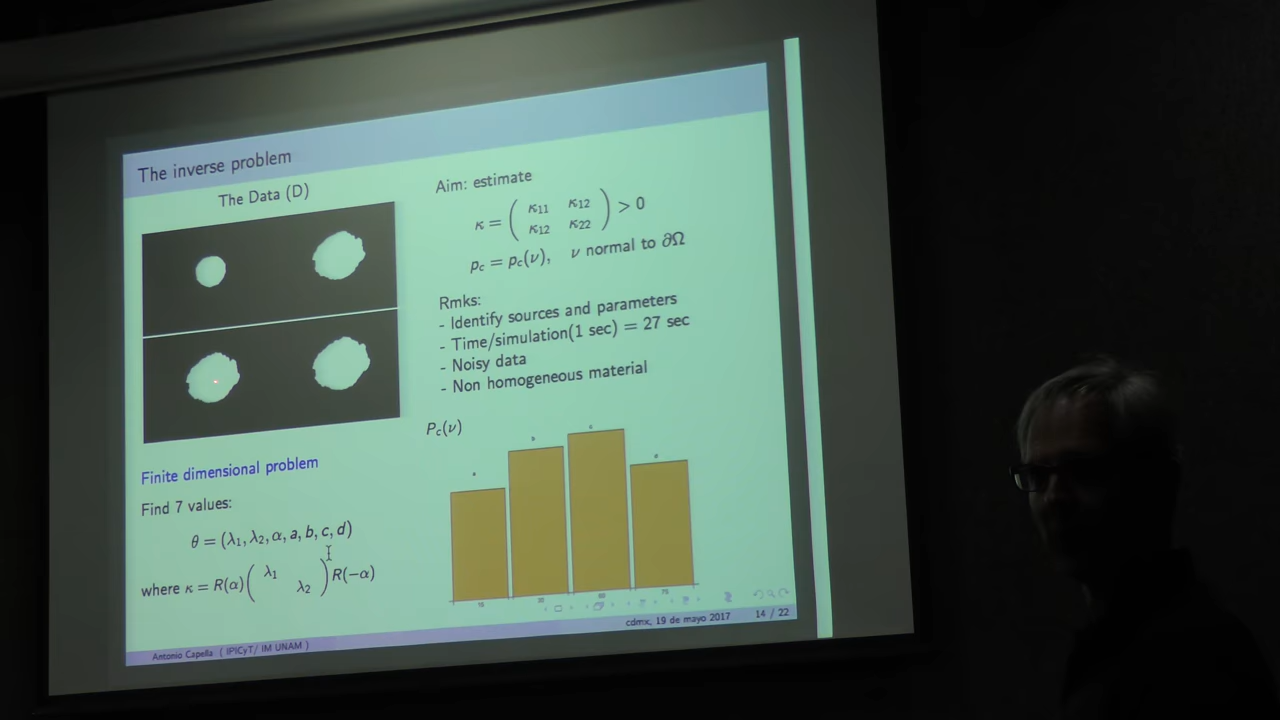 The inverse problem
The Data (D)
Finite dimensional problem
Find 7 values:
θ = (λ₁, λ₂, α, a, b, c, d)
where κ = R(α) ( λ₁ λ₂ ) R(−α)
Aim: estimate
κ = ( κ₁₁ κ₁₂
κ₁₂ κ₂₂ ) > 0
p_c = p_c(ν), ν normal to ∂Ω
Rmks:
- Identify sources and parameters
- Time/simulation(1 sec) = 27 sec
- Noisy data
- Non homogeneous material
P_c(ν)
a
b
c
d
Antonio Capella ( IPICyT/ IM UNAM )
cdmx, 19 de mayo 2017
14 / 22